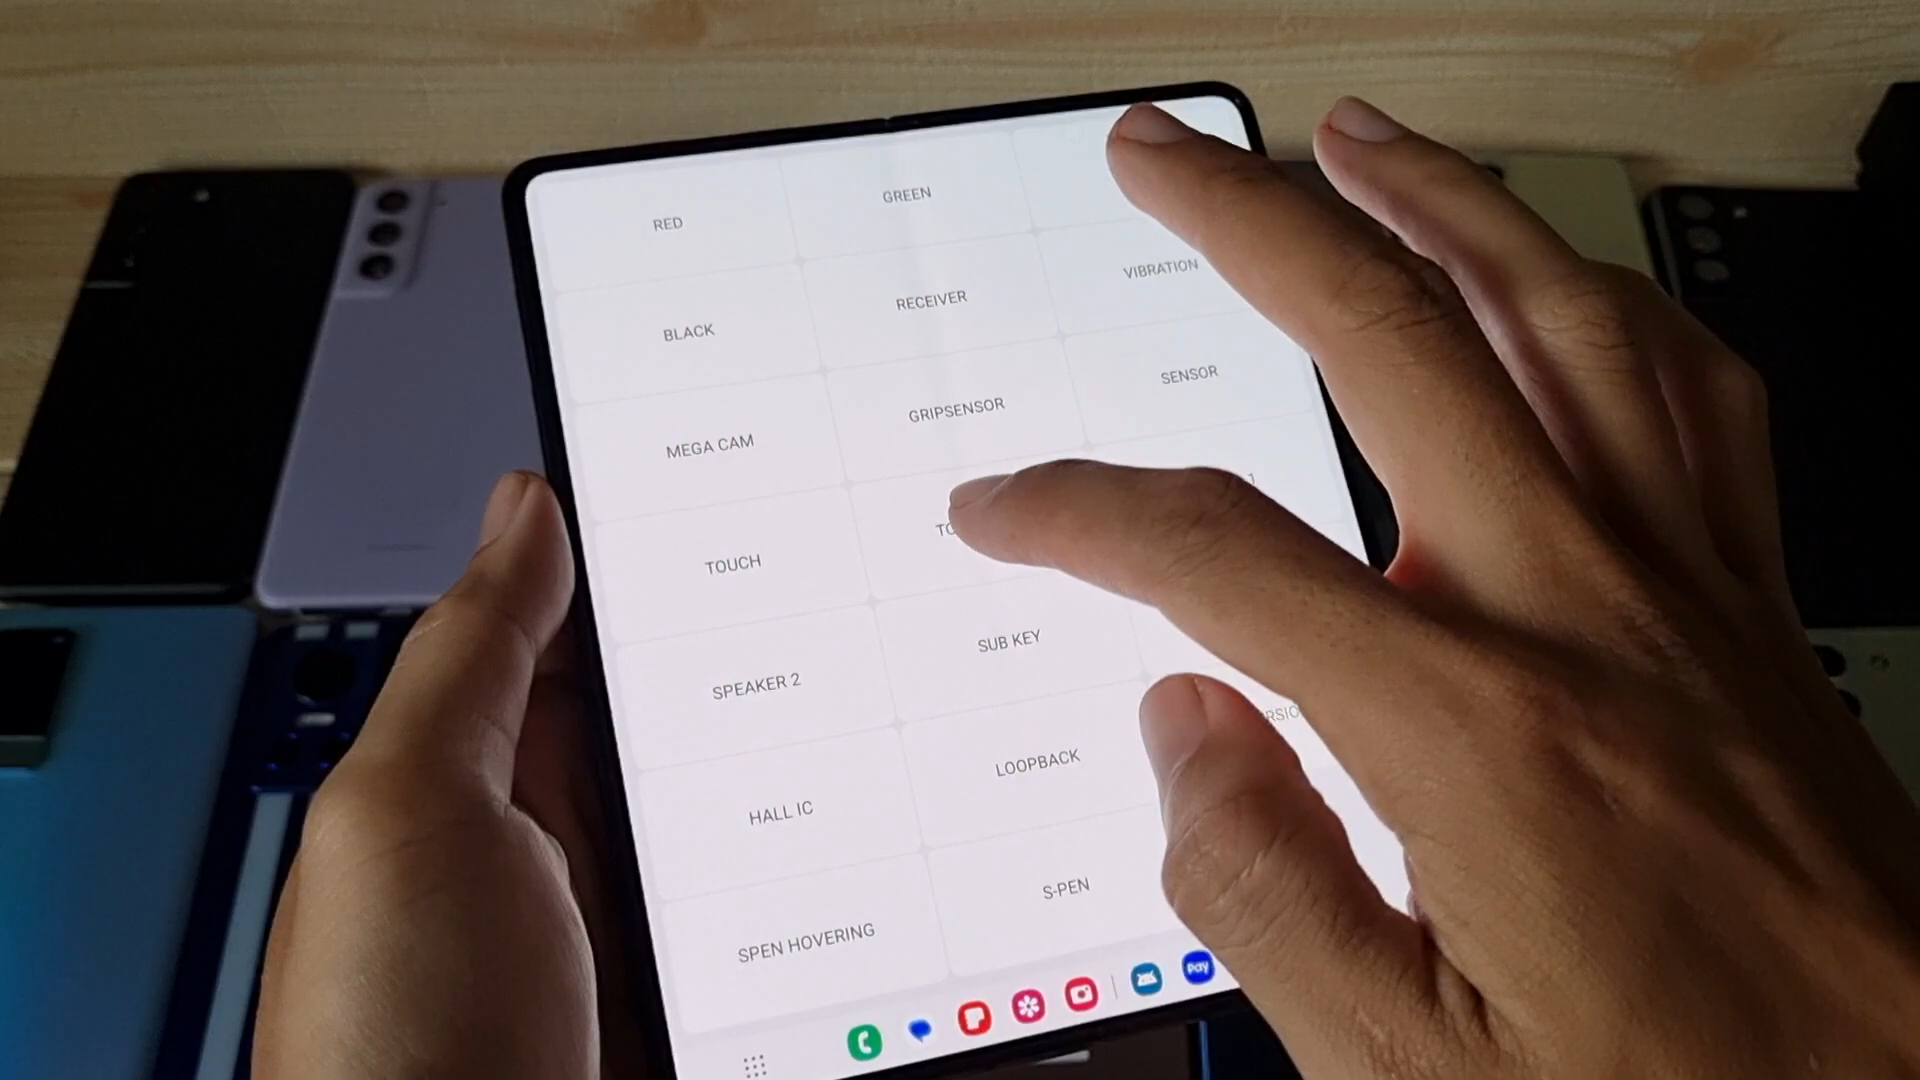 RED
GREEN
BLACK
RECEIVER
VIBRATION
MEGA CAM
GRIPSENSOR
SENSOR
TOUCH
SPEAKER 2
SUB KEY
HALL IC
LOOPBACK
SPEN HOVERING
S-PEN
pay